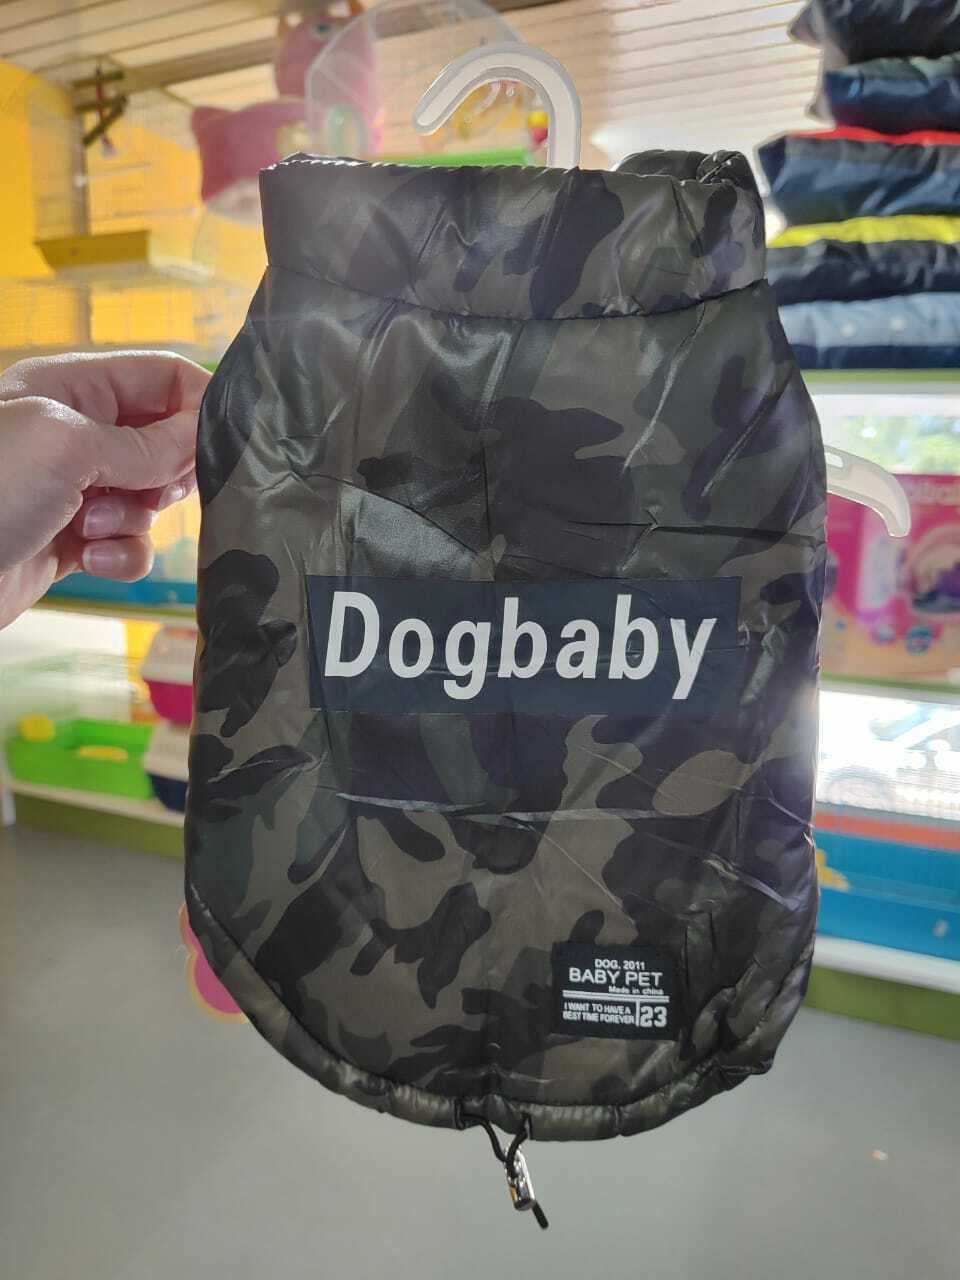 Dogbaby
DOG. 2011
BABY PET
Made in china
I WANT TO HAVE A
BEST TIME FOREVER
23